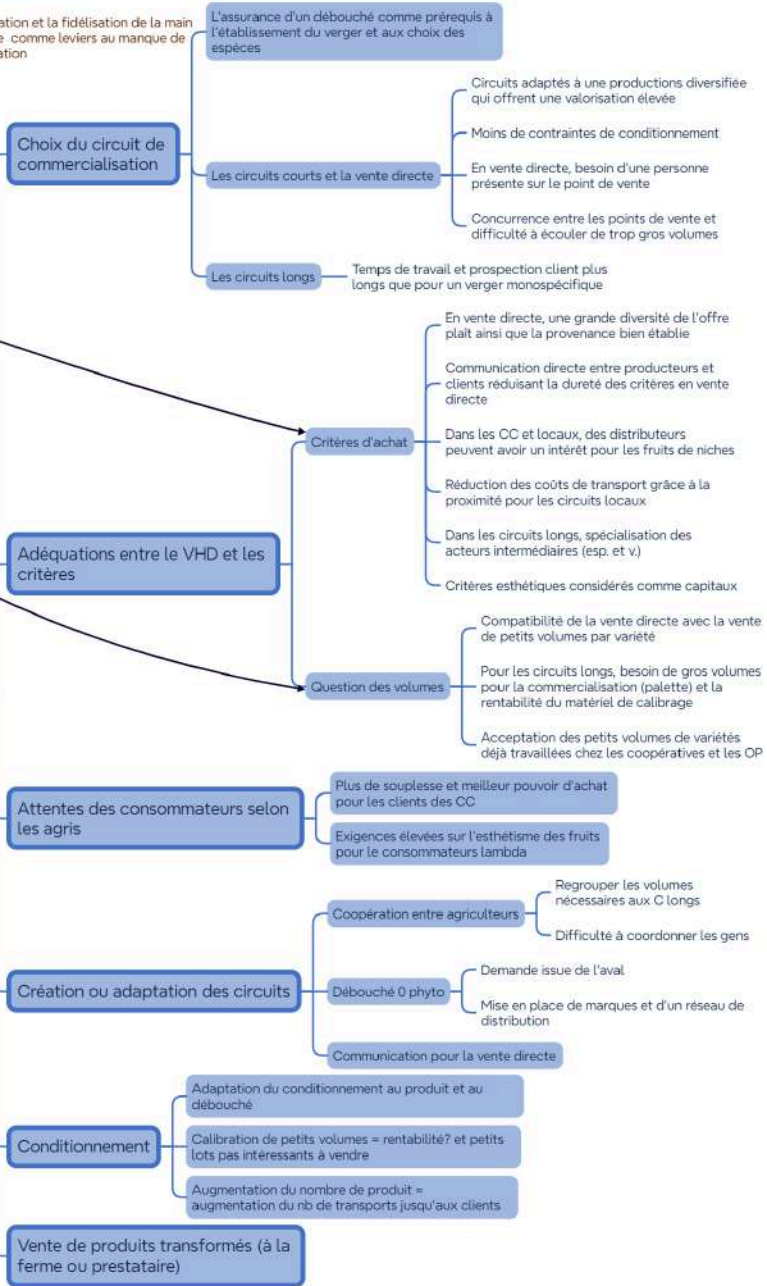 ation et la fidélisation de la main
e comme leviers au manque de
ation
Choix du circuit de
commercialisation
L'assurance d'un débouché comme prérequis à
l'établissement du verger et aux choix des
espèces
Les circuits courts et la vente directe
Circuits adaptés à une productions diversifiée
qui offrent une valorisation élevée
Moins de contraintes de conditionnement
En vente directe, besoin d'une personne
présente sur le point de vente
Concurrence entre les points de vente et
difficulté à écouler de trop gros volumes
Les circuits longs
Temps de travail et prospection client plus
longs que pour un verger monospécifique
Adéquations entre le VHD et les
critères
Critères d'achat
En vente directe, une grande diversité de l'offre
plaît ainsi que la provenance bien établie
Communication directe entre producteurs et
clients réduisant la dureté des critères en vente
directe
Dans les CC et locaux, des distributeurs
peuvent avoir un intérêt pour les fruits de niches
Réduction des coûts de transport grâce à la
proximité pour les circuits locaux
Dans les circuits longs, spécialisation des
acteurs intermédiaires (esp. et v.)
Critères esthétiques considérés comme capitaux
Question des volumes
Compatibilité de la vente directe avec la vente
de petits volumes par variété
Pour les circuits longs, besoin de gros volumes
pour la commercialisation (palette) et la
rentabilité du matériel de calibrage
Acceptation des petits volumes de variétés
déjà travaillées chez les coopératives et les OP
Attentes des consommateurs selon
les agris
Plus de souplesse et meilleur pouvoir d'achat
pour les clients des CC
Exigences élevées sur l'esthétisme des fruits
pour le consommateurs lambda
Création ou adaptation des circuits
Coopération entre agriculteurs
Regrouper les volumes
nécessaires aux C longs
Difficulté à coordonner les gens
Débouché 0 phyto
Demande issue de l'aval
Mise en place de marques et d'un réseau de
distribution
Communication pour la vente directe
Conditionnement
Adaptation du conditionnement au produit et au
débouché
Calibration de petits volumes = rentabilité? et petits
lots pas intéressants à vendre
Augmentation du nombre de produit =
augmentation du nb de transports jusqu'aux clients
Vente de produits transformés (à la
ferme ou prestataire)